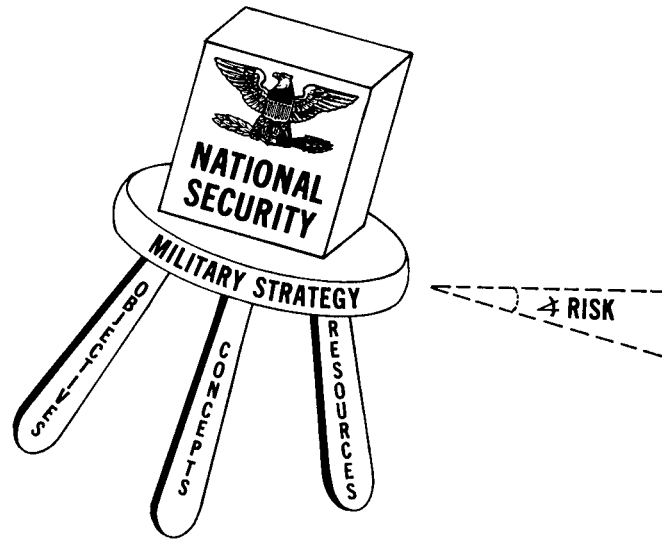 NATIONAL
SECURITY
MILITARY STRATEGY
OBJECTIVES
CONCEPTS
RESOURCES
∡ RISK